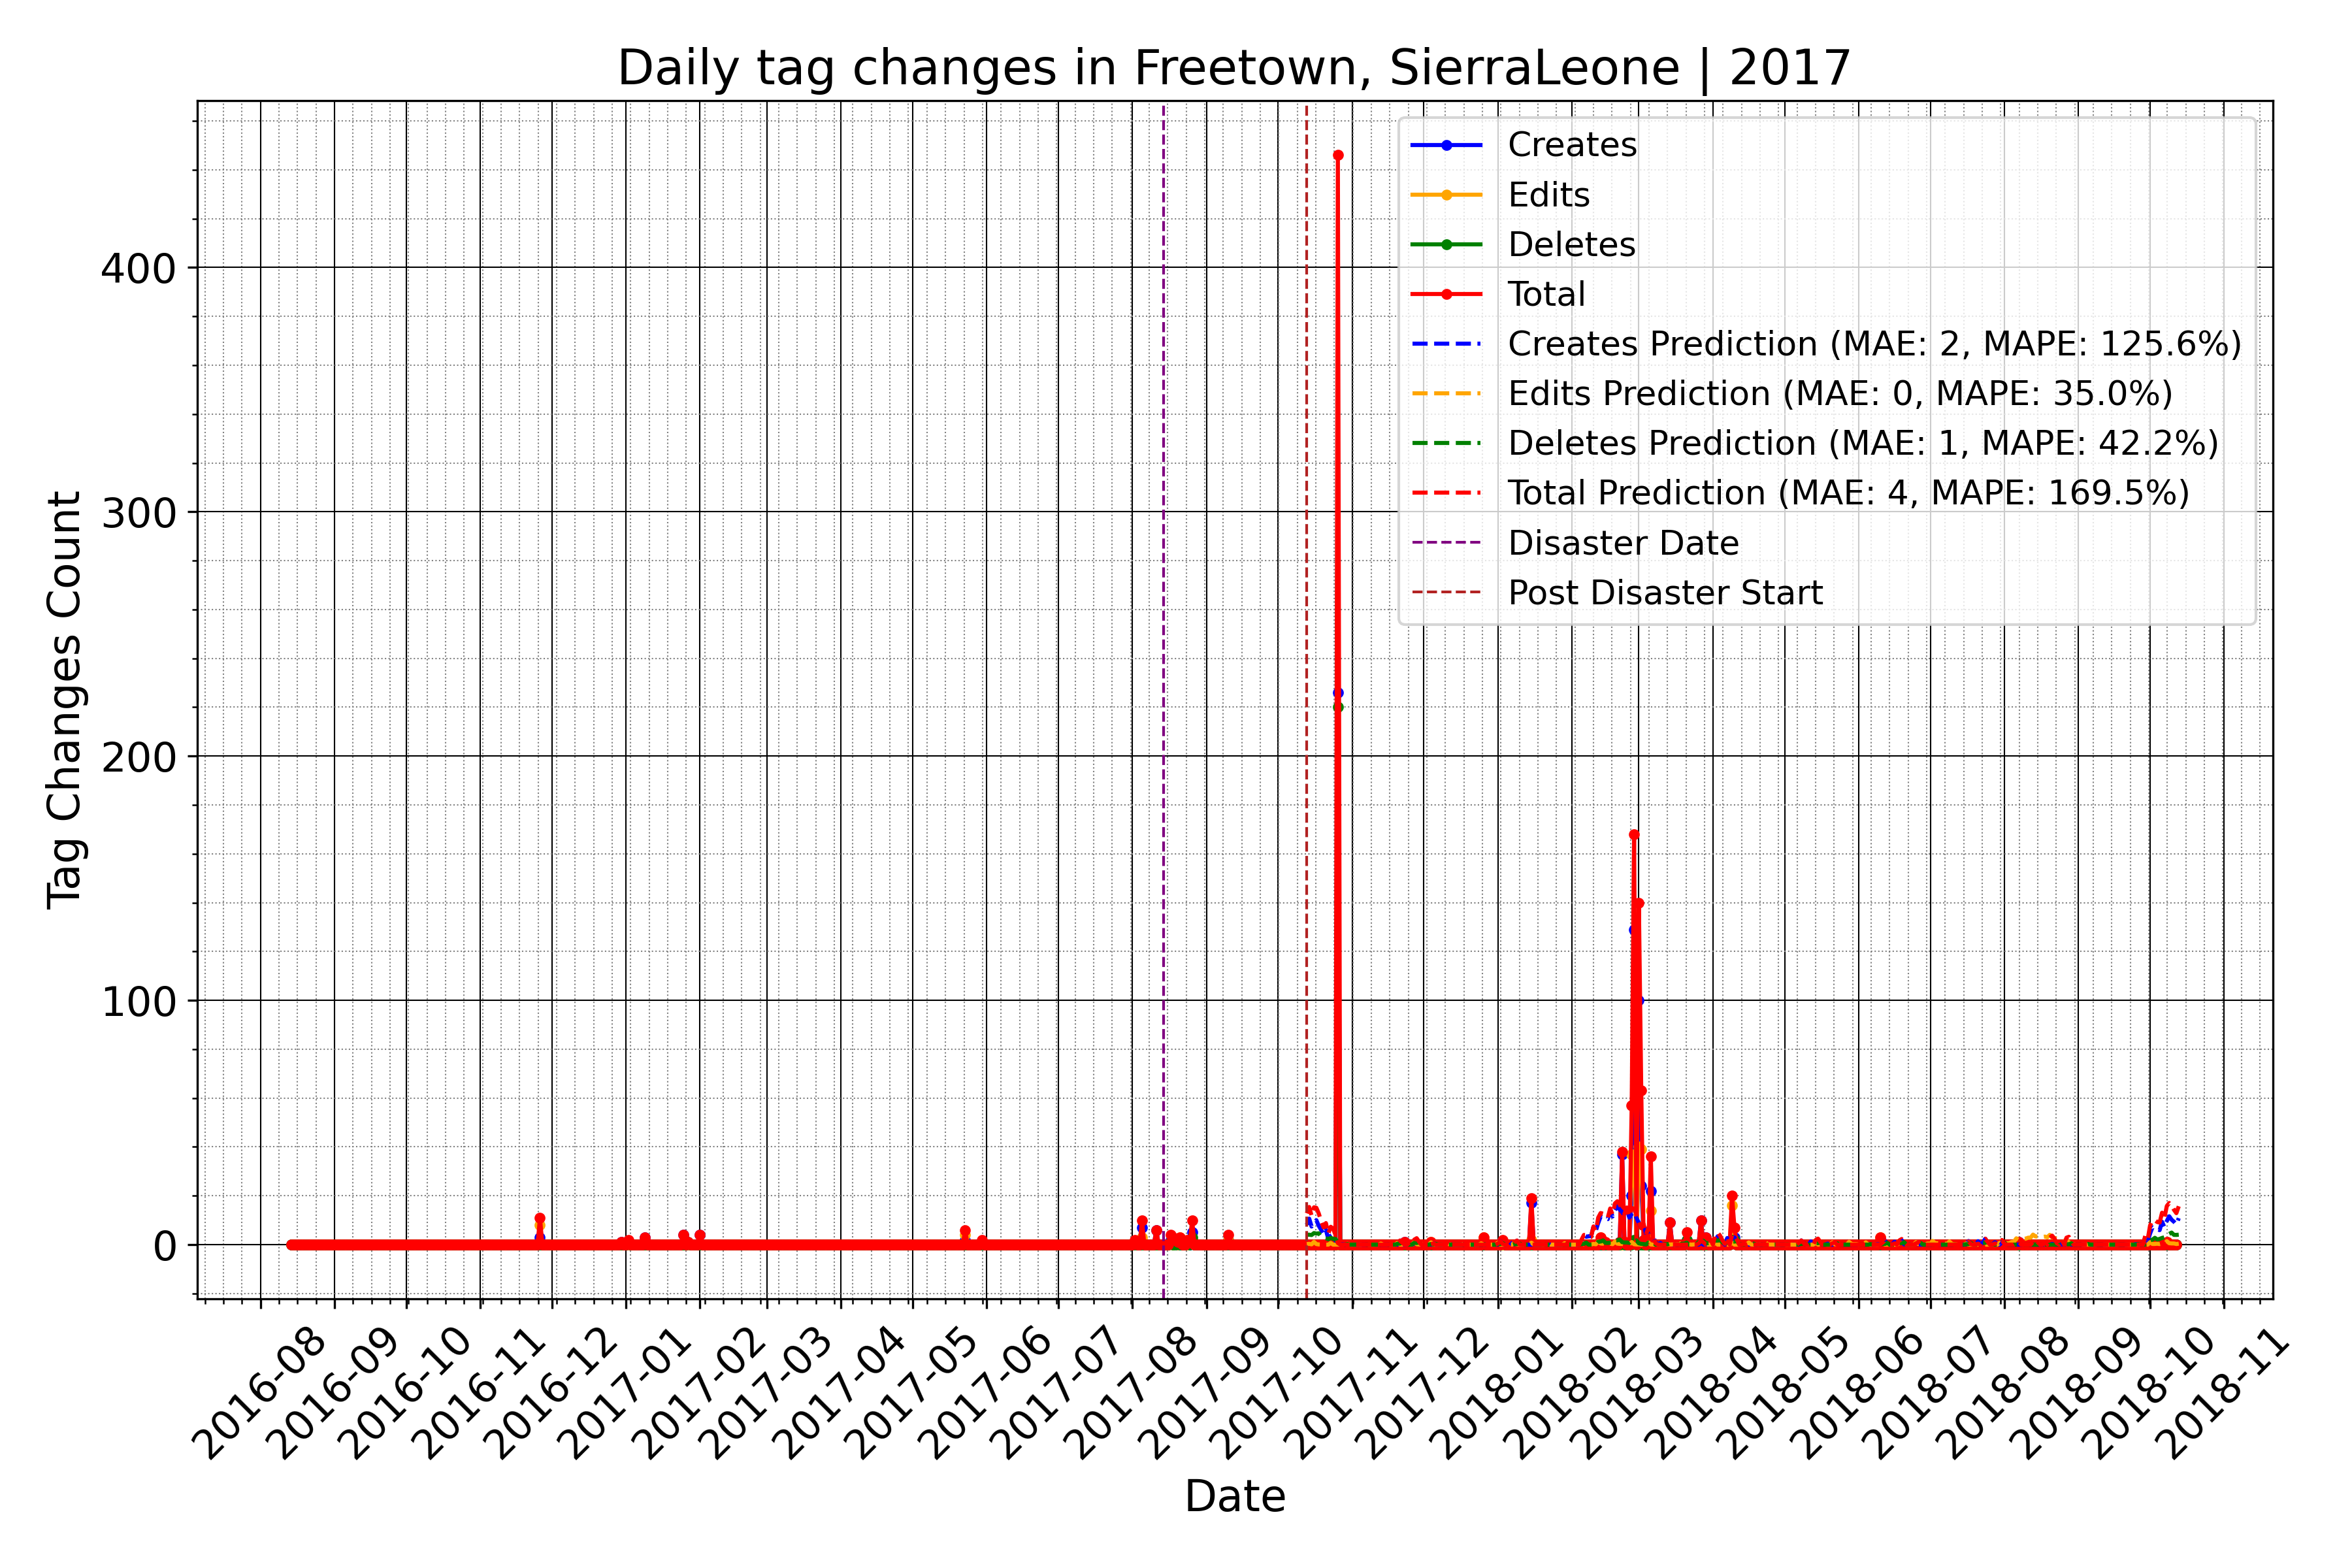 Daily tag changes in Freetown, SierraLeone | 2017
Creates
Edits
Deletes
Total
Creates Prediction (MAE: 2, MAPE: 125.6%)
Edits Prediction (MAE: 0, MAPE: 35.0%)
Deletes Prediction (MAE: 1, MAPE: 42.2%)
Total Prediction (MAE: 4, MAPE: 169.5%)
Disaster Date
Post Disaster Start
Tag Changes Count
400
300
200
100
0
2016-08
2016-09
2016-10
2016-11
2016-12
2017-01
2017-02
2017-03
2017-04
2017-05
2017-06
2017-07
2017-08
2017-09
2017-10
2017-11
2017-12
2018-01
2018-02
2018-03
2018-04
2018-05
2018-06
2018-07
2018-08
2018-09
2018-10
2018-11
Date